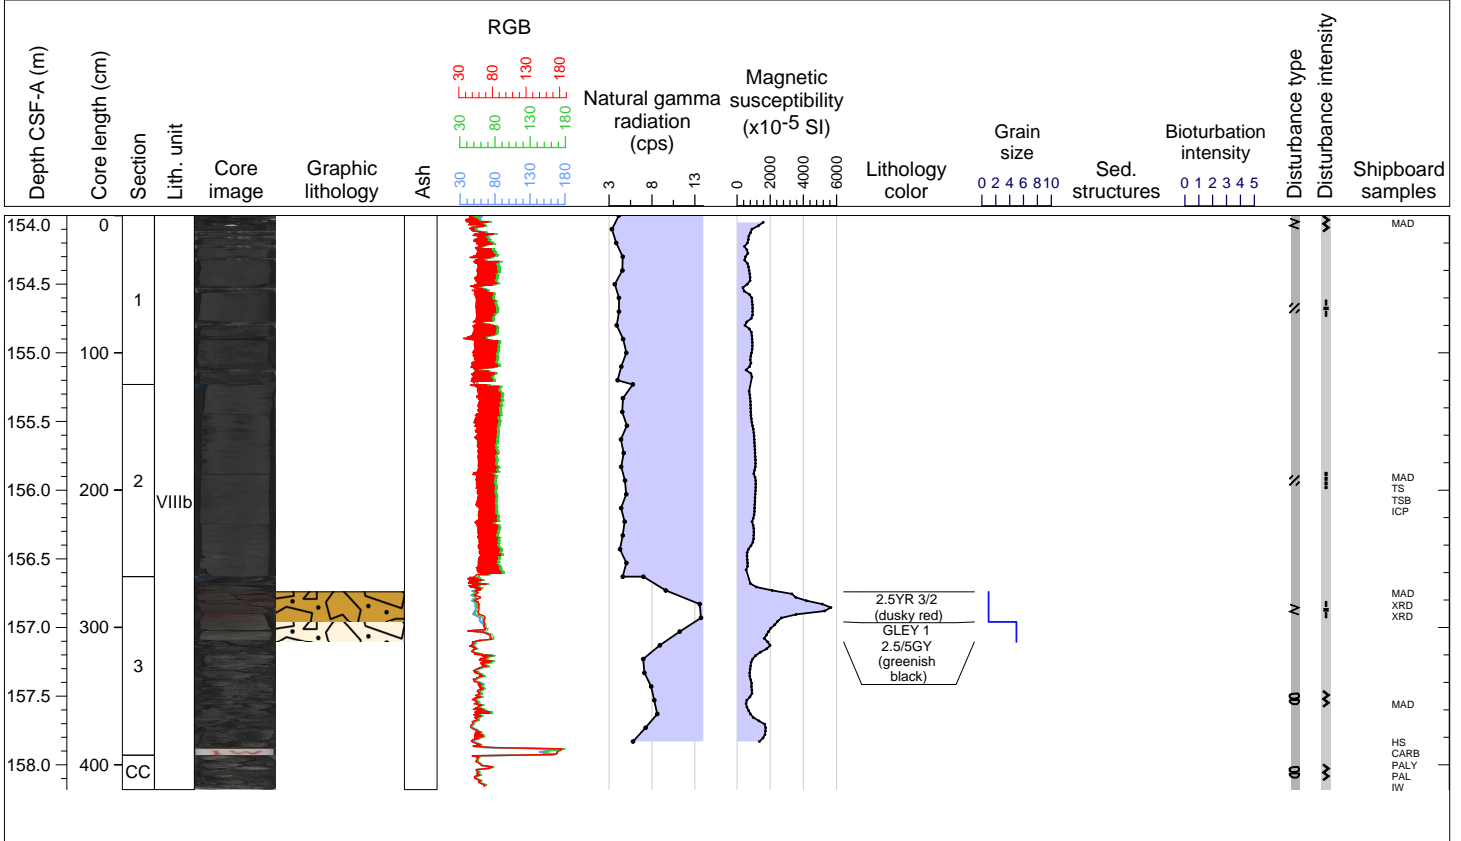 RGB
30 80 130 180
30 80 130 180
30 80 130 180
Depth CSF-A (m)
Core length (cm)
Section
Lith. unit
Core
image
Graphic
lithology
Ash
Natural gamma
radiation
(cps)
3 8 13
Magnetic
susceptibility
(x10-5 SI)
0 2000 4000 6000
Lithology
color
Grain
size
0 2 4 6 8 10
Sed.
structures
Bioturbation
intensity
0 1 2 3 4 5
Disturbance type
Disturbance intensity
Shipboard
samples
154.0
154.5
155.0
155.5
156.0
156.5
157.0
157.5
158.0
0
100
200
300
400
1
2
3
CC
VIIIb
IW
2.5YR 3/2
(dusky red)
GLEY 1
2.5/5GY
(greenish
black)
MAD
MAD
TS
TSB
ICP
MAD
XRD
XRD
MAD
HS
CARB
PALY
PAL
IW